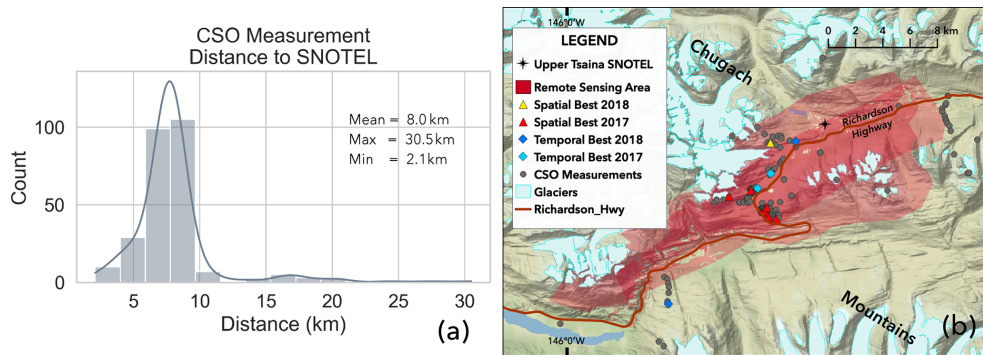 CSO Measurement
Distance to SNOTEL
Mean = 8.0 km
Max = 30.5 km
Min = 2.1 km
Count
100
50
0
5 10 15 20 25 30
Distance (km)
(a)
146°0'W
LEGEND
Upper Tsaina SNOTEL
Remote Sensing Area
Spatial Best 2018
Spatial Best 2017
Temporal Best 2018
Temporal Best 2017
CSO Measurements
Glaciers
Richardson_Hwy
Chugach
0 2 4 6 8 km
Richardson
Highway
Mountains
(b)
146°0'W